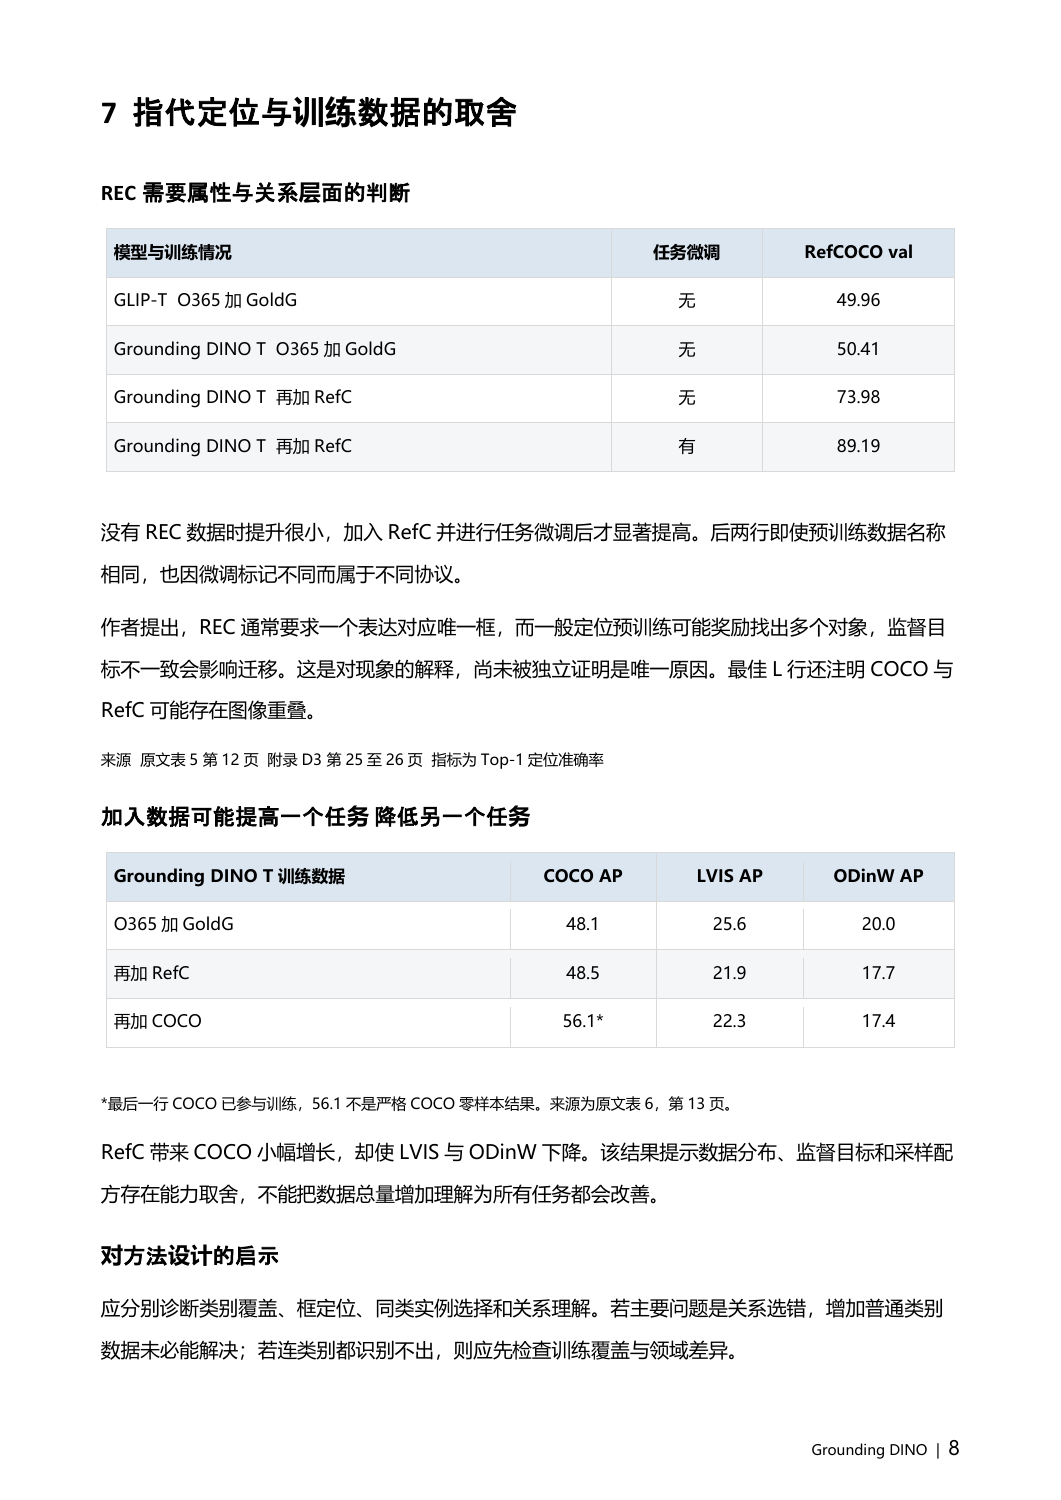 7 指代定位与训练数据的取舍
REC 需要属性与关系层面的判断
模型与训练情况 任务微调 RefCOCO val
GLIP-T O365 加 GoldG 无 49.96
Grounding DINO T O365 加 GoldG 无 50.41
Grounding DINO T 再加 RefC 无 73.98
Grounding DINO T 再加 RefC 有 89.19
没有 REC 数据时提升很小，加入 RefC 并进行任务微调后才显著提高。后两行即使预训练数据名称
相同，也因微调标记不同而属于不同协议。
作者提出，REC 通常要求一个表达对应唯一框，而一般定位预训练可能奖励找出多个对象，监督目
标不一致会影响迁移。这是对现象的解释，尚未被独立证明是唯一原因。最佳 L 行还注明 COCO 与
RefC 可能存在图像重叠。
来源 原文表 5 第 12 页 附录 D3 第 25 至 26 页 指标为 Top-1 定位准确率
加入数据可能提高一个任务 降低另一个任务
Grounding DINO T 训练数据 COCO AP LVIS AP ODinW AP
O365 加 GoldG 48.1 25.6 20.0
再加 RefC 48.5 21.9 17.7
再加 COCO 56.1* 22.3 17.4
*最后一行 COCO 已参与训练，56.1 不是严格 COCO 零样本结果。来源为原文表 6，第 13 页。
RefC 带来 COCO 小幅增长，却使 LVIS 与 ODinW 下降。该结果提示数据分布、监督目标和采样配
方存在能力取舍，不能把数据总量增加理解为所有任务都会改善。
对方法设计的启示
应分别诊断类别覆盖、框定位、同类实例选择和关系理解。若主要问题是关系选错，增加普通类别
数据未必能解决；若连类别都识别不出，则应先检查训练覆盖与领域差异。
Grounding DINO | 8